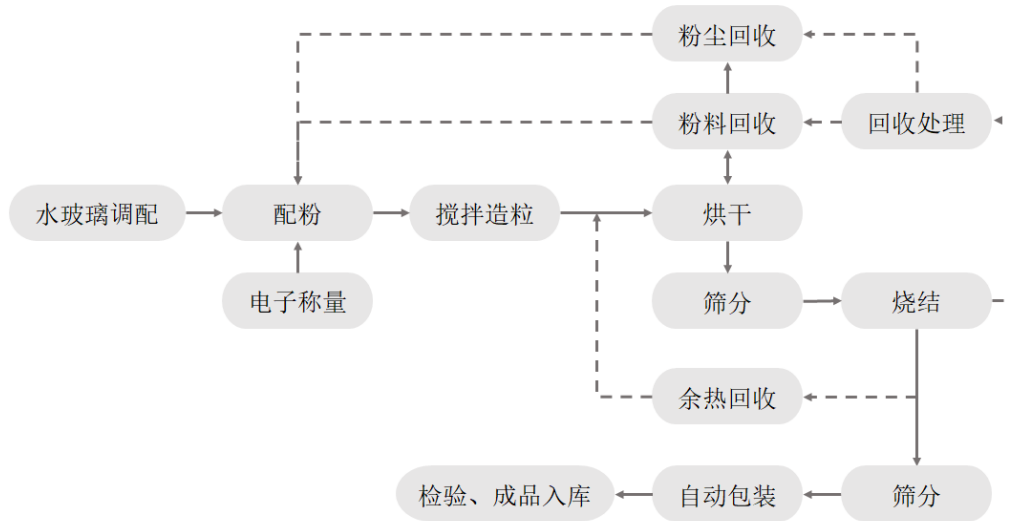 粉尘回收
粉料回收
回收处理
水玻璃调配
配粉
搅拌造粒
烘干
电子称量
筛分
烧结
余热回收
检验、成品入库
自动包装
筛分